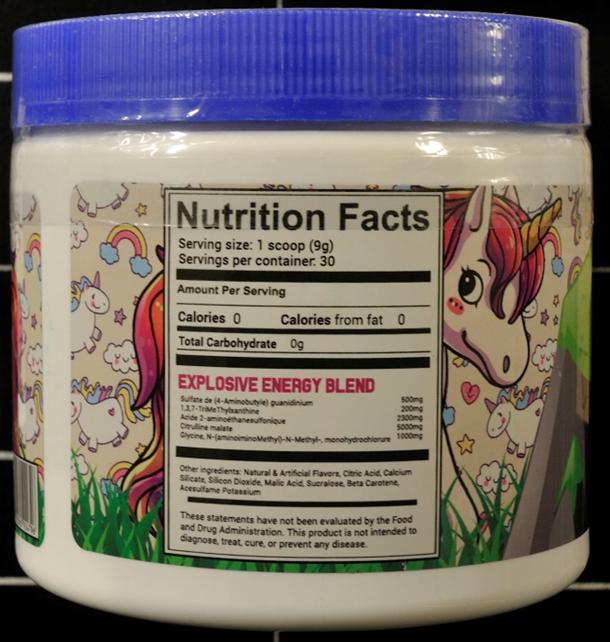 Nutrition Facts
Serving size: 1 scoop (9g)
Servings per container: 30
Amount Per Serving
Calories 0 Calories from fat 0
Total Carbohydrate 0g
EXPLOSIVE ENERGY BLEND
Sulfate de (4-Aminobutyle) guanidinium 500mg
1,3,7-TriMeThylxanthine 200mg
Acide 2-aminoéthanesulfonique 2300mg
Citrulline malate 5000mg
Glycine, N-(aminoiminoMethyl)-N-Methyl-, monohydrochlorure 1000mg
Other ingredients: Natural & Artificial Flavors, Citric Acid, Calcium
Silicate, Silicon Dioxide, Malic Acid, Sucralose, Beta Carotene,
Acesulfame Potassium
These statements have not been evaluated by the Food
and Drug Administration. This product is not intended to
diagnose, treat, cure, or prevent any disease.